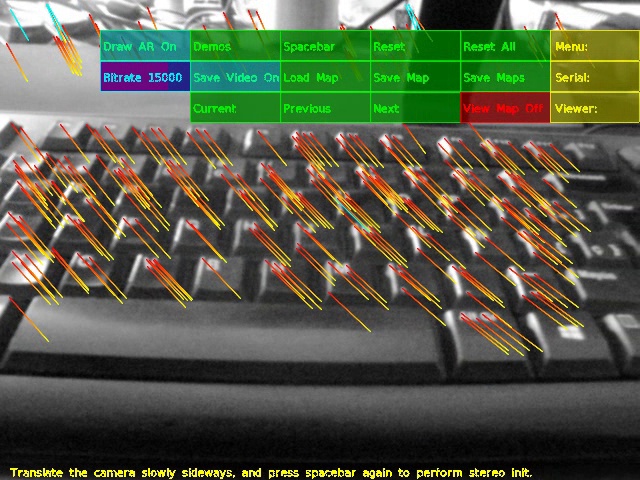 Draw AR On Demos Spacebar Reset Reset All Menu:
Bitrate 15000 Save Video On Load Map Save Map Save Maps Serial:
Current Previous Next View Map Off Viewer:
Translate the camera slowly sideways, and press spacebar again to perform stereo init.